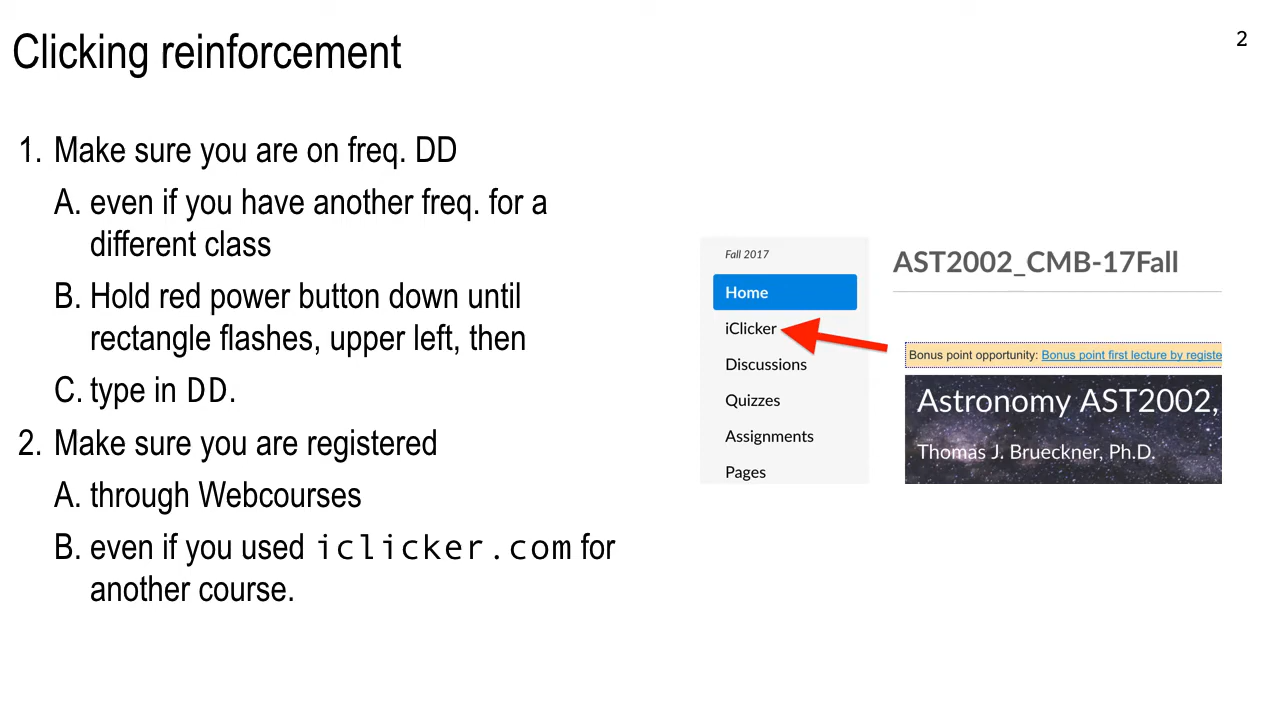 Clicking reinforcement
2
1. Make sure you are on freq. DD
A. even if you have another freq. for a
different class
B. Hold red power button down until
rectangle flashes, upper left, then
C. type in DD.
2. Make sure you are registered
A. through Webcourses
B. even if you used iclicker.com for
another course.
Fall 2017
Home
iClicker
Discussions
Quizzes
Assignments
Pages
AST2002_CMB-17Fall
Bonus point opportunity: Bonus point first lecture by registe
Astronomy AST2002,
Thomas J. Brueckner, Ph.D.